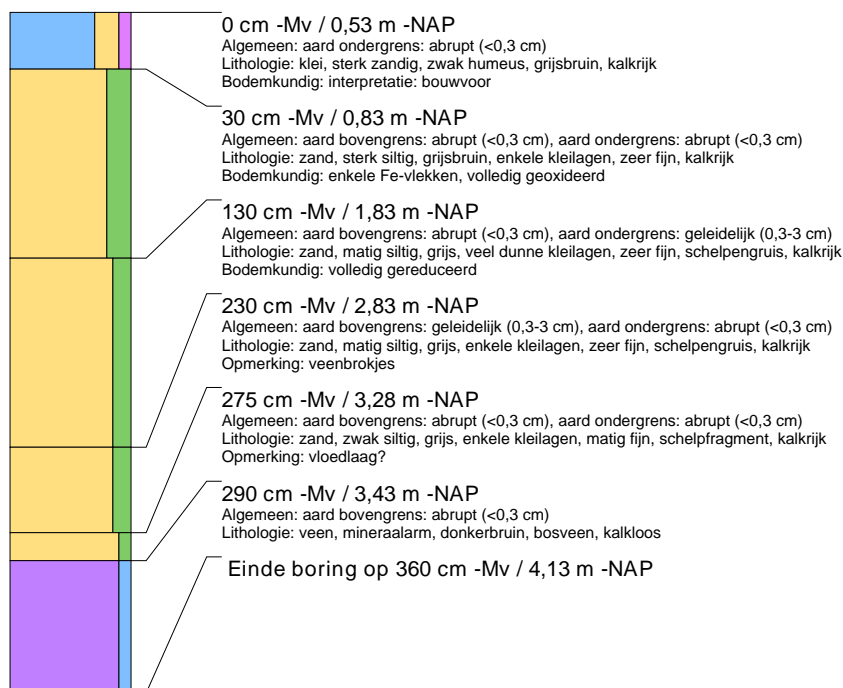 0 cm -Mv / 0,53 m -NAP
Algemeen: aard ondergrens: abrupt (<0,3 cm)
Lithologie: klei, sterk zandig, zwak humeus, grijsbruin, kalkrijk
Bodemkundig: interpretatie: bouwvoor
30 cm -Mv / 0,83 m -NAP
Algemeen: aard bovengrens: abrupt (<0,3 cm), aard ondergrens: abrupt (<0,3 cm)
Lithologie: zand, sterk siltig, grijsbruin, enkele kleilagen, zeer fijn, kalkrijk
Bodemkundig: enkele Fe-vlekken, volledig geoxideerd
130 cm -Mv / 1,83 m -NAP
Algemeen: aard bovengrens: abrupt (<0,3 cm), aard ondergrens: geleidelijk (0,3-3 cm)
Lithologie: zand, matig siltig, grijs, veel dunne kleilagen, zeer fijn, schelpengruis, kalkrijk
Bodemkundig: volledig gereduceerd
230 cm -Mv / 2,83 m -NAP
Algemeen: aard bovengrens: geleidelijk (0,3-3 cm), aard ondergrens: abrupt (<0,3 cm)
Lithologie: zand, matig siltig, grijs, enkele kleilagen, zeer fijn, schelpengruis, kalkrijk
Opmerking: veenbrokjes
275 cm -Mv / 3,28 m -NAP
Algemeen: aard bovengrens: abrupt (<0,3 cm), aard ondergrens: abrupt (<0,3 cm)
Lithologie: zand, zwak siltig, grijs, enkele kleilagen, matig fijn, schelpfragment, kalkrijk
Opmerking: vloedlaag?
290 cm -Mv / 3,43 m -NAP
Algemeen: aard bovengrens: abrupt (<0,3 cm)
Lithologie: veen, mineraalarm, donkerbruin, bosveen, kalkloos
Einde boring op 360 cm -Mv / 4,13 m -NAP